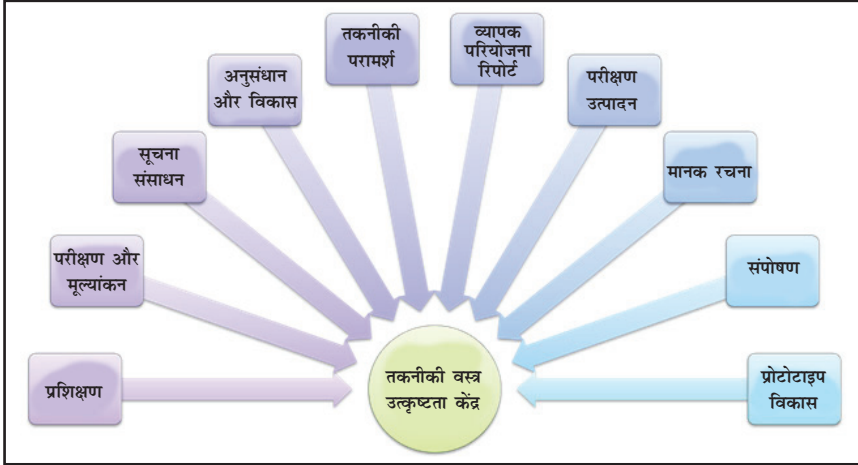 प्रशिक्षण
परीक्षण और
मूल्यांकन
सूचना
संसाधन
अनुसंधान
और विकास
तकनीकी
परामर्श
व्यापक
परियोजना
रिपोर्ट
परीक्षण
उत्पादन
मानक रचना
संपोषण
प्रोटोटाइप
विकास
तकनीकी वस्त्र
उत्कृष्टता केंद्र